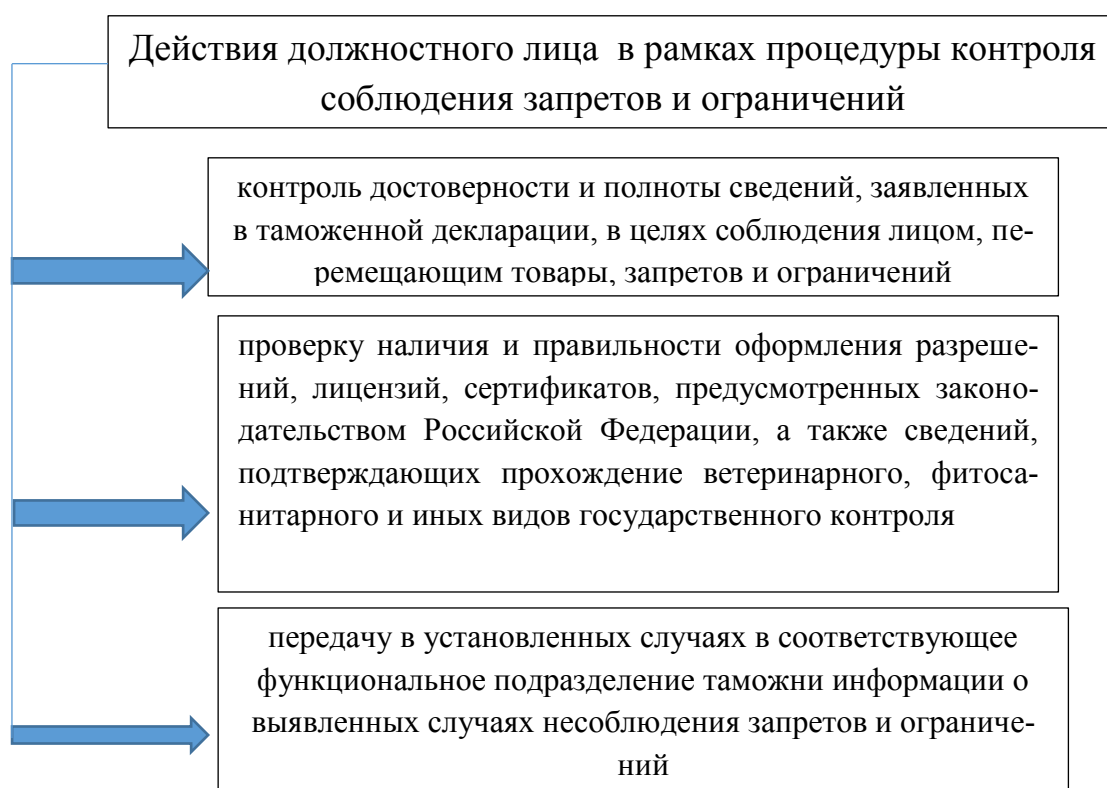 Действия должностного лица в рамках процедуры контроля
соблюдения запретов и ограничений
контроль достоверности и полноты сведений, заявленных
в таможенной декларации, в целях соблюдения лицом, пе-
ремещающим товары, запретов и ограничений
проверку наличия и правильности оформления разреше-
ний, лицензий, сертификатов, предусмотренных законо-
дательством Российской Федерации, а также сведений,
подтверждающих прохождение ветеринарного, фитоса-
нитарного и иных видов государственного контроля
передачу в установленных случаях в соответствующее
функциональное подразделение таможни информации о
выявленных случаях несоблюдения запретов и ограниче-
ний